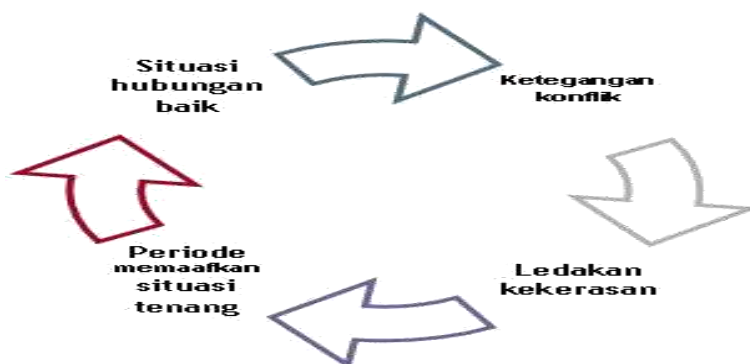 Situasi
hubungan
baik
Ketegangan
konflik
Ledakan
kekerasan
Periode
memaafkan
situasi
tenang